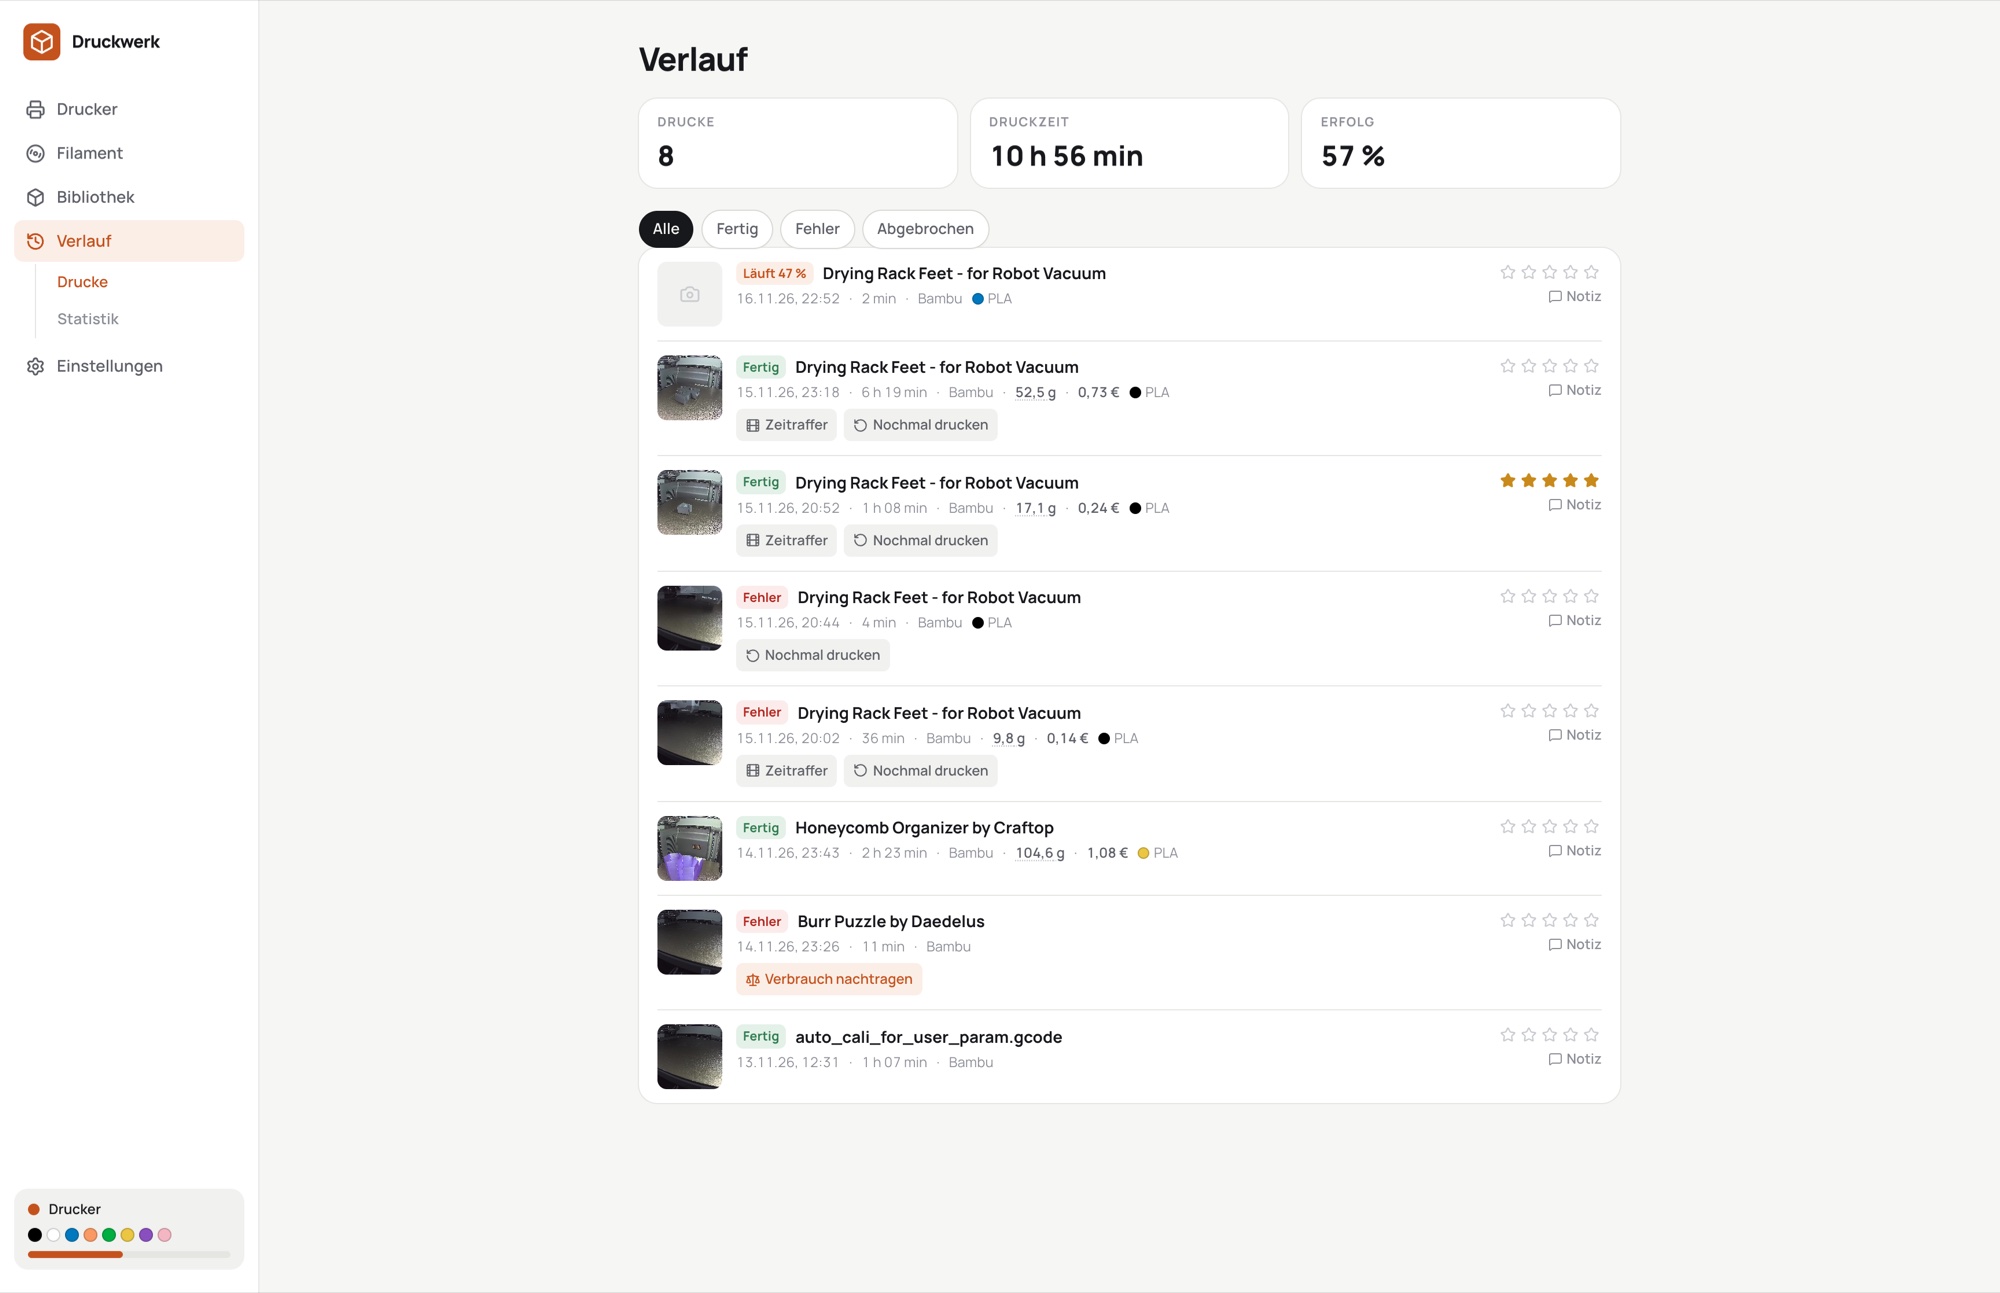 Druckwerk
Drucker
Filament
Bibliothek
Verlauf
Drucke
Statistik
Einstellungen
Drucker
Verlauf
DRUCKE
8
DRUCKZEIT
10 h 56 min
ERFOLG
57 %
Alle
Fertig
Fehler
Abgebrochen
Läuft 47 % Drying Rack Feet - for Robot Vacuum
16.11.26, 22:52 · 2 min · Bambu PLA
Notiz
Fertig Drying Rack Feet - for Robot Vacuum
15.11.26, 23:18 · 6 h 19 min · Bambu · 52,5 g · 0,73 € PLA
Notiz
Zeitraffer Nochmal drucken
Fertig Drying Rack Feet - for Robot Vacuum
15.11.26, 20:52 · 1 h 08 min · Bambu · 17,1 g · 0,24 € PLA
Notiz
Zeitraffer Nochmal drucken
Fehler Drying Rack Feet - for Robot Vacuum
15.11.26, 20:44 · 4 min · Bambu PLA
Notiz
Nochmal drucken
Fehler Drying Rack Feet - for Robot Vacuum
15.11.26, 20:02 · 36 min · Bambu · 9,8 g · 0,14 € PLA
Notiz
Zeitraffer Nochmal drucken
Fertig Honeycomb Organizer by Craftop
14.11.26, 23:43 · 2 h 23 min · Bambu · 104,6 g · 1,08 € PLA
Notiz
Fehler Burr Puzzle by Daedelus
14.11.26, 23:26 · 11 min · Bambu
Notiz
Verbrauch nachtragen
Fertig auto_cali_for_user_param.gcode
13.11.26, 12:31 · 1 h 07 min · Bambu
Notiz